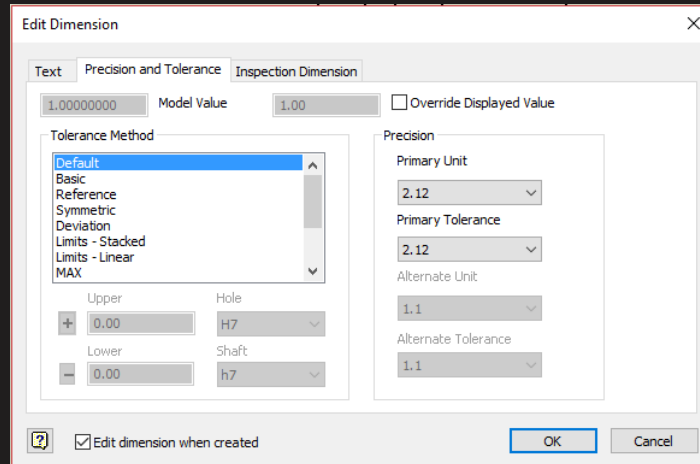 Edit Dimension
Text Precision and Tolerance Inspection Dimension
1.00000000 Model Value 1.00 Override Displayed Value
Tolerance Method
Default
Basic
Reference
Symmetric
Deviation
Limits - Stacked
Limits - Linear
MAX
Upper Hole
+ 0.00 H7
Lower Shaft
- 0.00 h7
Precision
Primary Unit
2.12
Primary Tolerance
2.12
Alternate Unit
1.1
Alternate Tolerance
1.1
? Edit dimension when created OK Cancel